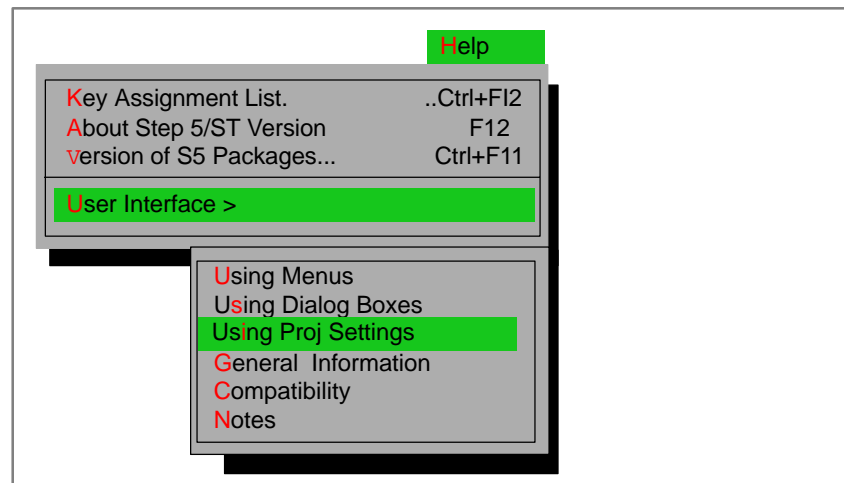 Help
Key Assignment List. ..Ctrl+FI2
About Step 5/ST Version F12
Version of S5 Packages... Ctrl+F11
User Interface >
Using Menus
Using Dialog Boxes
Using Proj Settings
General Information
Compatibility
Notes